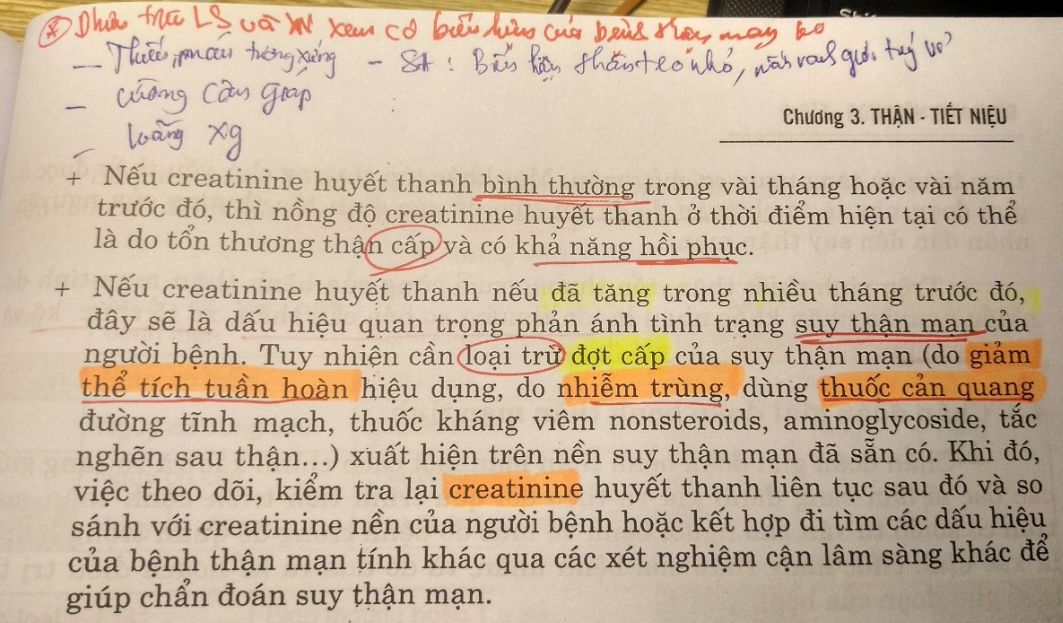 LS và XN xem có biểu hiện của bệnh thận mạn ko
— Thiếu máu tương xứng - SÂ : Biểu hiện thận teo nhỏ, giới tuỷ vỏ
— cường cận giáp
— loãng xg
Chương 3. THẬN - TIẾT NIỆU
+ Nếu creatinine huyết thanh bình thường trong vài tháng hoặc vài năm
trước đó, thì nồng độ creatinine huyết thanh ở thời điểm hiện tại có thể
là do tổn thương thận cấp và có khả năng hồi phục.
+ Nếu creatinine huyết thanh nếu đã tăng trong nhiều tháng trước đó,
đây sẽ là dấu hiệu quan trọng phản ánh tình trạng suy thận mạn của
người bệnh. Tuy nhiên cần loại trừ đợt cấp của suy thận mạn (do giảm
thể tích tuần hoàn hiệu dụng, do nhiễm trùng, dùng thuốc cản quang
đường tĩnh mạch, thuốc kháng viêm nonsteroids, aminoglycoside, tắc
nghẽn sau thận...) xuất hiện trên nền suy thận mạn đã sẵn có. Khi đó,
việc theo dõi, kiểm tra lại creatinine huyết thanh liên tục sau đó và so
sánh với creatinine nền của người bệnh hoặc kết hợp đi tìm các dấu hiệu
của bệnh thận mạn tính khác qua các xét nghiệm cận lâm sàng khác để
giúp chẩn đoán suy thận mạn.